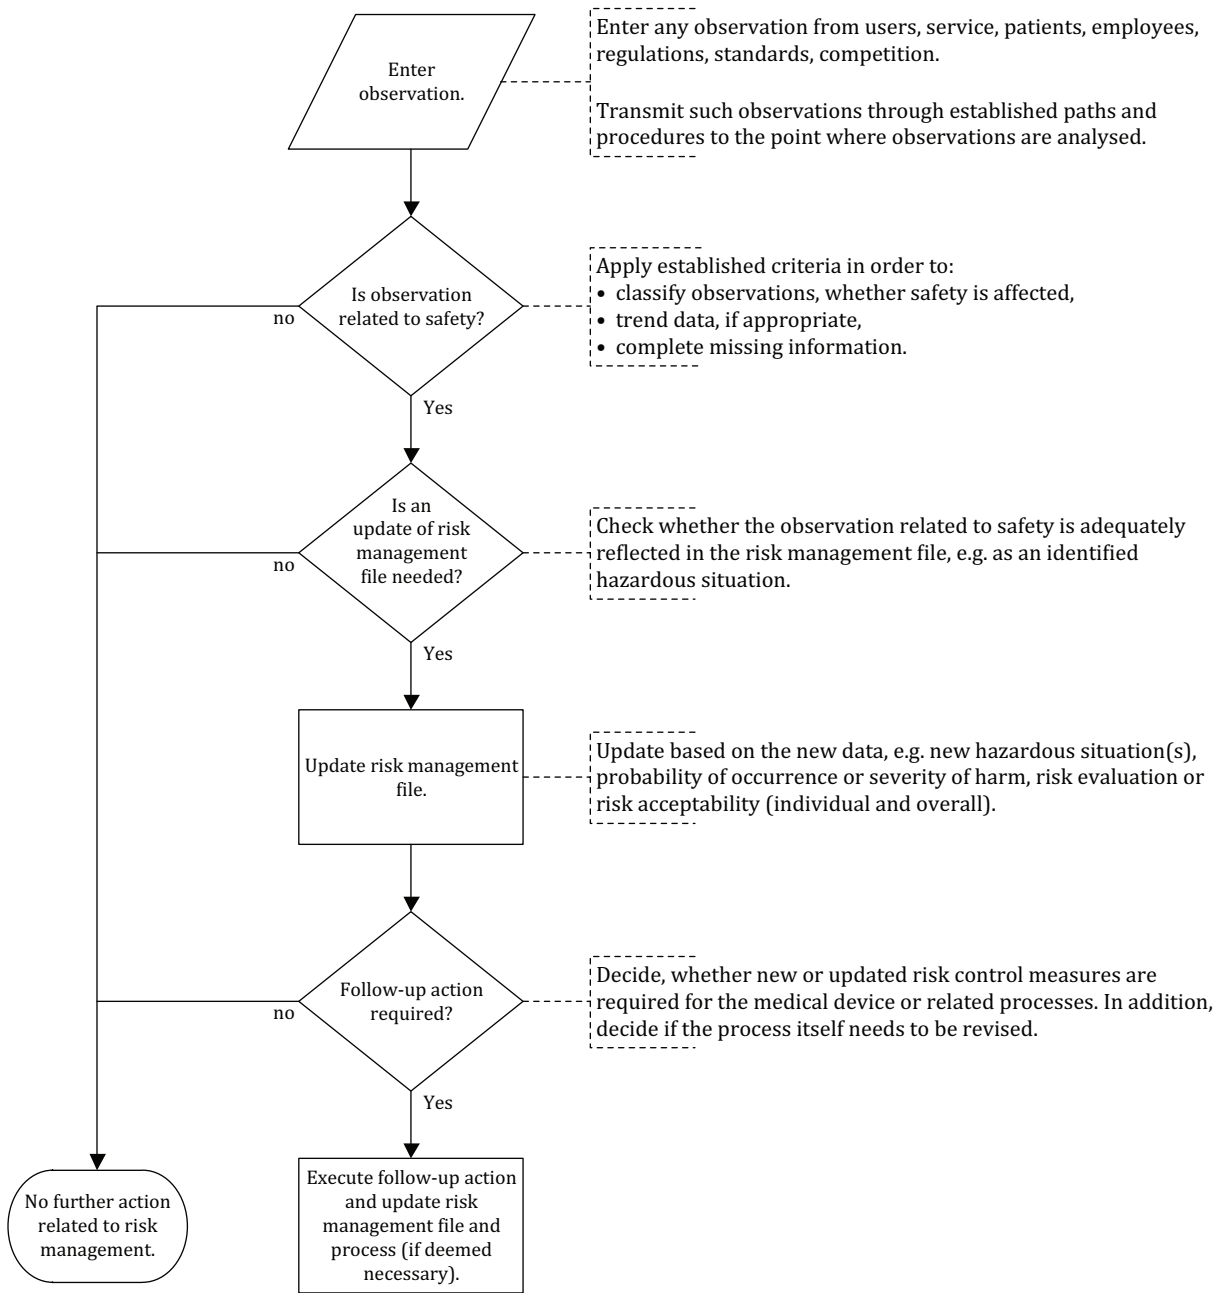 Enter
observation.
Enter any observation from users, service, patients, employees,
regulations, standards, competition.
Transmit such observations through established paths and
procedures to the point where observations are analysed.
Is observation
related to safety?
no
Apply established criteria in order to:
• classify observations, whether safety is affected,
• trend data, if appropriate,
• complete missing information.
Yes
Is an
update of risk
management
file needed?
no
Check whether the observation related to safety is adequately
reflected in the risk management file, e.g. as an identified
hazardous situation.
Yes
Update risk management
file.
Update based on the new data, e.g. new hazardous situation(s),
probability of occurrence or severity of harm, risk evaluation or
risk acceptability (individual and overall).
Follow-up action
required?
no
Decide, whether new or updated risk control measures are
required for the medical device or related processes. In addition,
decide if the process itself needs to be revised.
Yes
No further action
related to risk
management.
Execute follow-up action
and update risk
management file and
process (if deemed
necessary).